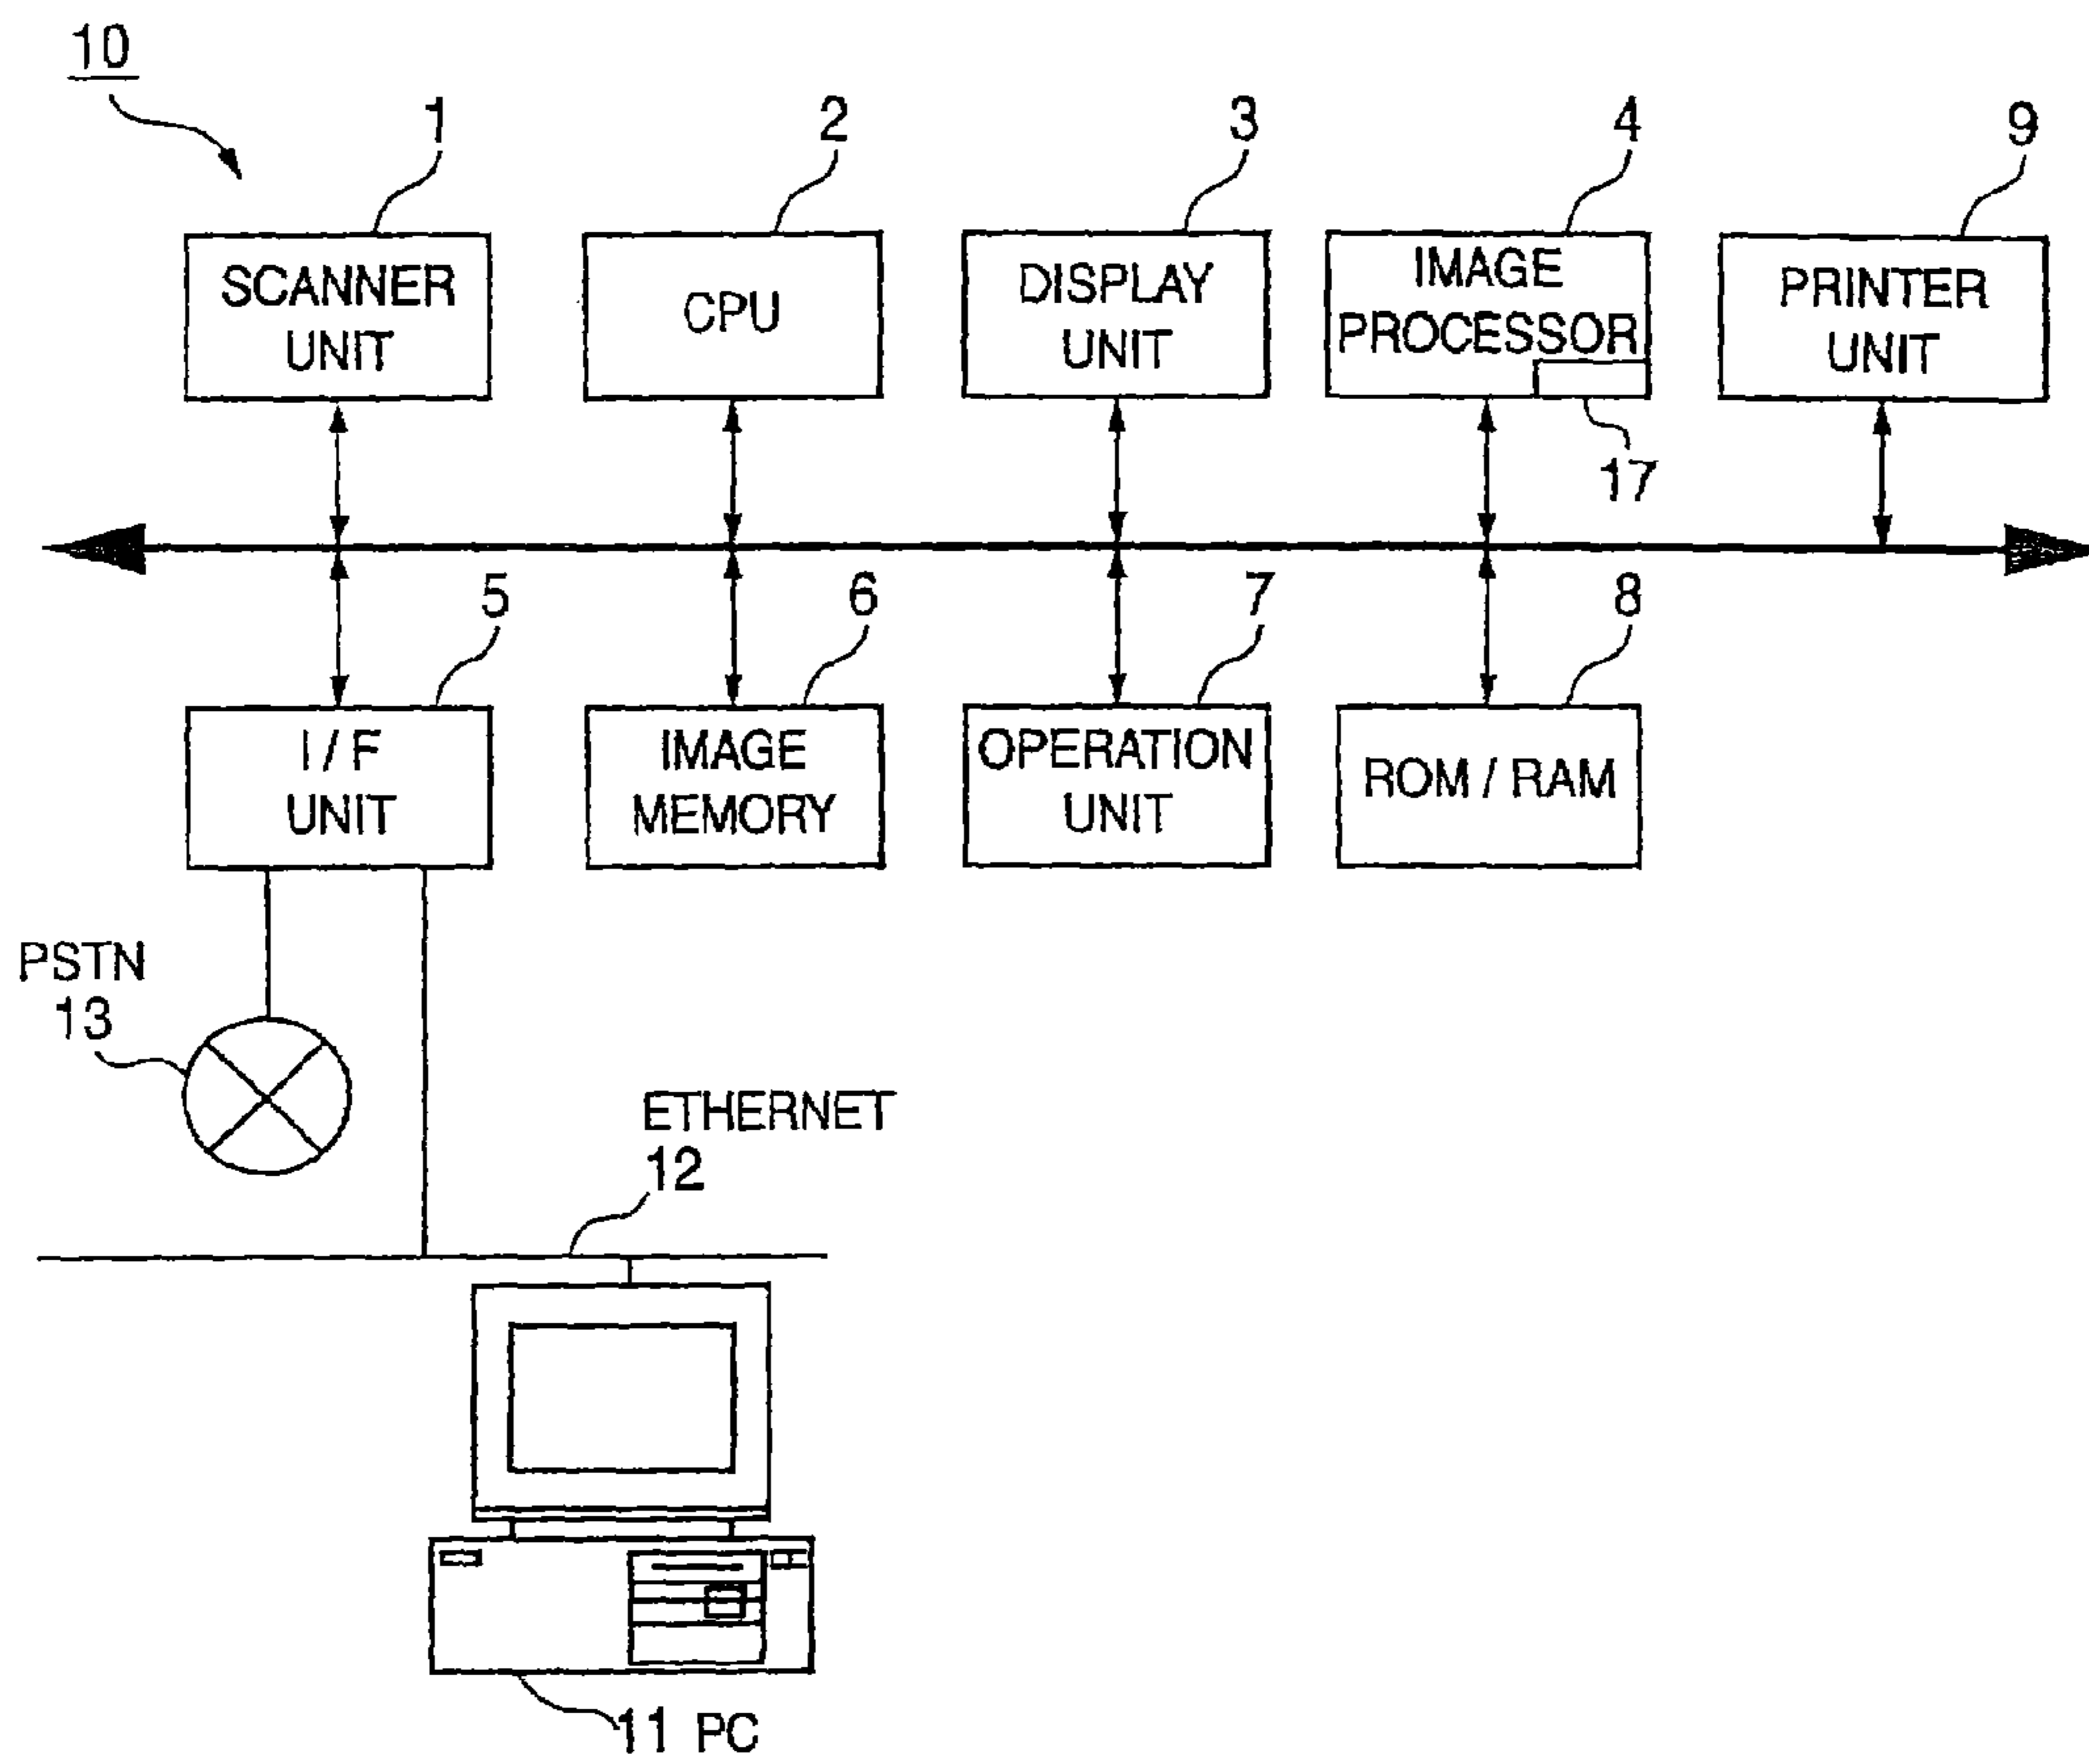 10
1
2
3
4
9
SCANNER
UNIT
CPU
DISPLAY
UNIT
IMAGE
PROCESSOR
PRINTER
UNIT
17
5
6
7
8
I / F
UNIT
IMAGE
MEMORY
OPERATION
UNIT
ROM / RAM
PSTN
13
ETHERNET
12
11 PC